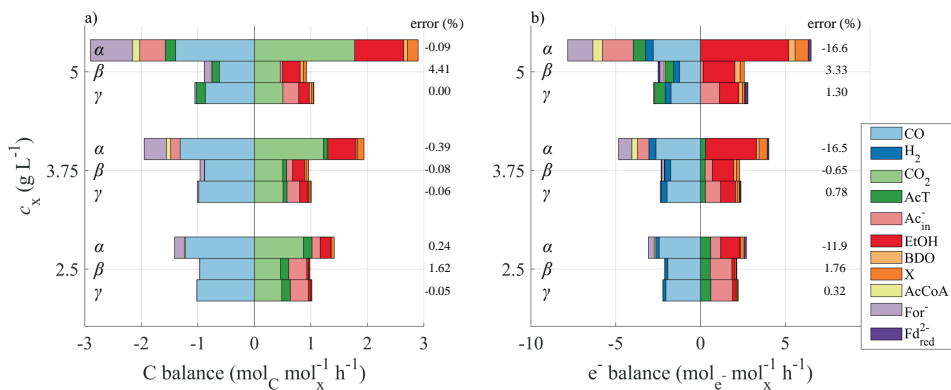 a) error (%)
α -0.09
5 β 4.41
γ 0.00
α -0.39
3.75 β -0.08
γ -0.06
α 0.24
2.5 β 1.62
γ -0.05
c_x (g L⁻¹)
-3 -2 -1 0 1 2 3
C balance (mol_C mol_x⁻¹ h⁻¹)
b) error (%)
α -16.6
5 β 3.33
γ 1.30
α -16.5
3.75 β -0.65
γ 0.78
α -11.9
2.5 β 1.76
γ 0.32
-10 -5 0 5
e⁻ balance (mol_e⁻ mol_x⁻¹ h⁻¹)
CO
H₂
CO₂
AcT
Ac⁻_in
EtOH
BDO
X
AcCoA
For⁻
Fd²⁻_red